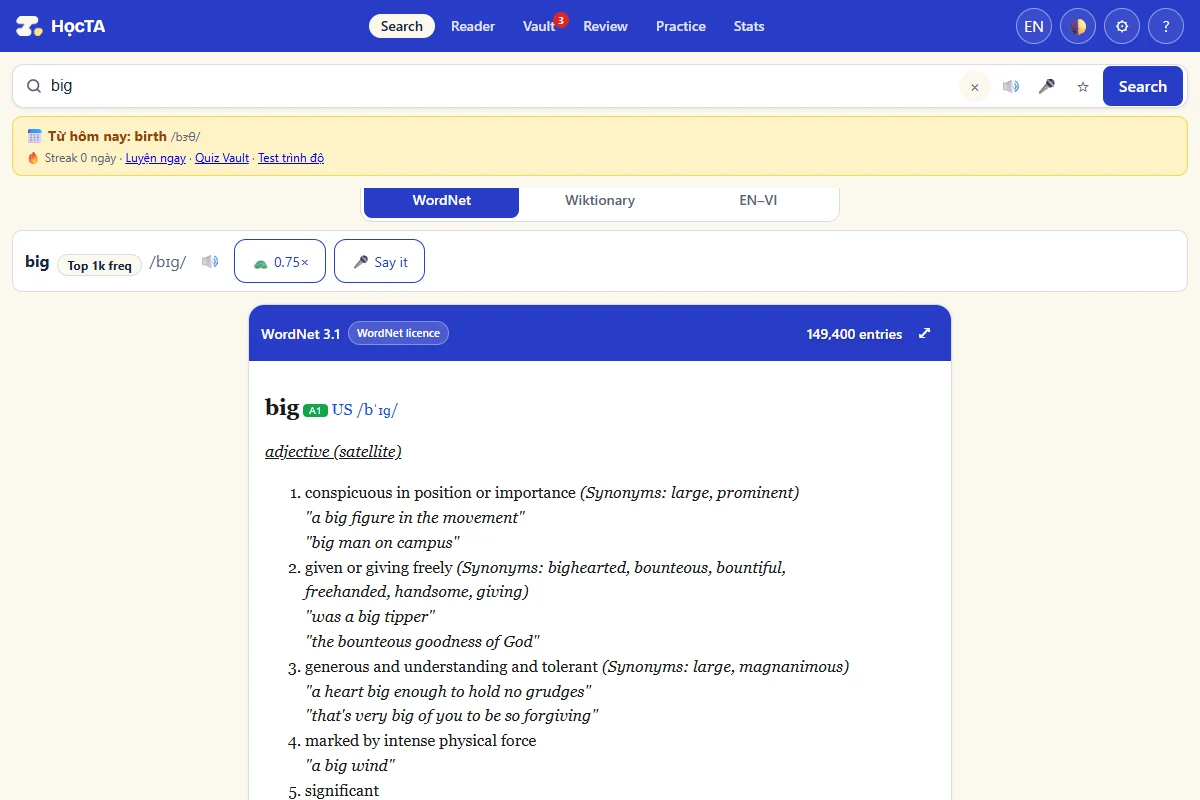 HọcTA
Search
Reader
Vault 3
Review
Practice
Stats
EN
?
big
×
☆
Search
Từ hôm nay: birth /bɜθ/
Streak 0 ngày · Luyện ngay · Quiz Vault · Test trình độ
WordNet
Wiktionary
EN–VI
big Top 1k freq /bɪɡ/ 0.75× Say it
WordNet 3.1 WordNet licence 149,400 entries
big A1 US /bˈɪɡ/
adjective (satellite)
1. conspicuous in position or importance (Synonyms: large, prominent)
"a big figure in the movement"
"big man on campus"
2. given or giving freely (Synonyms: bighearted, bounteous, bountiful,
freehanded, handsome, giving)
"was a big tipper"
"the bounteous goodness of God"
3. generous and understanding and tolerant (Synonyms: large, magnanimous)
"a heart big enough to hold no grudges"
"that's very big of you to be so forgiving"
4. marked by intense physical force
"a big wind"
5. significant